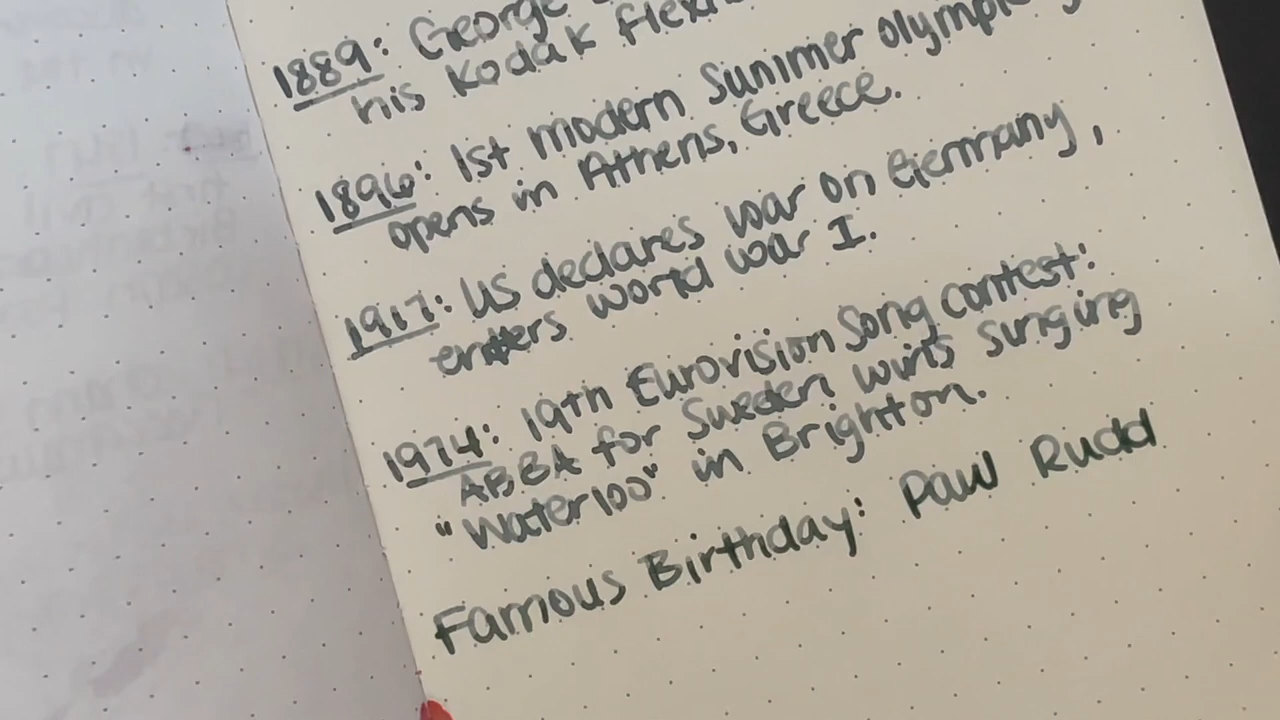 1889: George
his Kodak flex
1896: 1st modern Summer Olympic
opens in Athens, Greece.
1917: US declares war on Germany,
enters world war I.
1974: 19th Eurovision Song Contest:
ABBA for Sweden wins singing
"Waterloo" in Brighton.
Famous Birthday: Paul Rudd